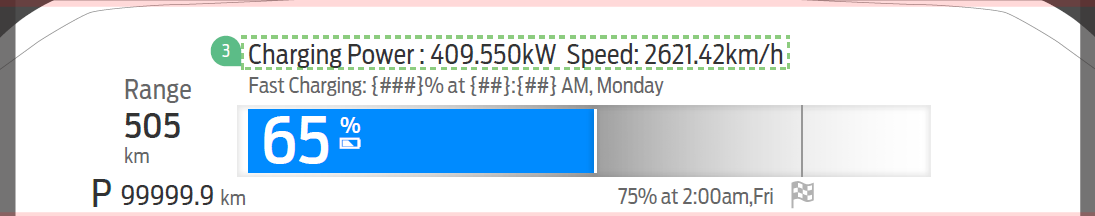 3
Charging Power : 409.550kW Speed: 2621.42km/h
Fast Charging: {###}% at {##}:{##} AM, Monday
Range
505
km
65 %
P 99999.9 km
75% at 2:00am,Fri